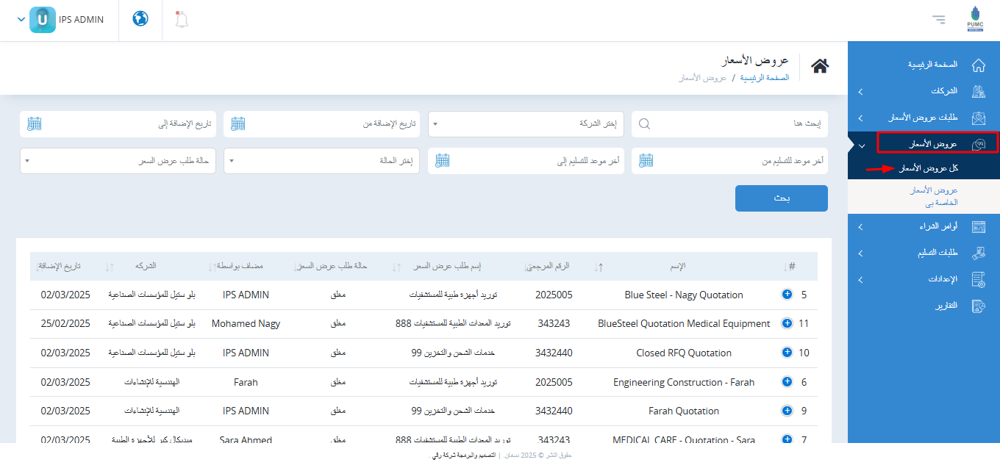 IPS ADMIN
PUMC
عروض الأسعار
الصفحة الرئيسية / عروض الأسعار
الصفحة الرئيسية
الشركات
طلبات عروض الأسعار
عروض الأسعار
كل عروض الأسعار
عروض الأسعار
الخاصة بى
أوامر الشراء
طلبات التسليم
الإعدادات
التقارير
إبحث هنا
إختر الشركة
تاريخ الإضافة من
تاريخ الإضافة إلى
آخر موعد للتسليم من
آخر موعد للتسليم إلى
إختر الحالة
حالة طلب عرض السعر
بحث
# الإسم الرقم المرجعي إسم طلب عرض السعر حالة طلب عرض السعر مضاف بواسطة الشركه تاريخ الإضافة
5 Blue Steel - Nagy Quotation 2025005 توريد أجهزة طبية للمستشفيات مغلق IPS ADMIN بلو ستيل للمؤسسات الصناعية 02/03/2025
11 BlueSteel Quotation Medical Equipment 343243 توريد المعدات الطبية للمستشفيات 888 مغلق Mohamed Nagy بلو ستيل للمؤسسات الصناعية 25/02/2025
10 Closed RFQ Quotation 3432440 خدمات الشحن والتخزين 99 مغلق IPS ADMIN بلو ستيل للمؤسسات الصناعية 02/03/2025
6 Engineering Construction - Farah 2025005 توريد أجهزة طبية للمستشفيات مغلق Farah الهندسية للإنشاءات 02/03/2025
9 Farah Quotation 3432440 خدمات الشحن والتخزين 99 مغلق IPS ADMIN الهندسية للإنشاءات 02/03/2025
7 MEDICAL CARE - Quotation - Sara 343243 توريد المعدات الطبية للمستشفيات 888 مغلق Sara Ahmed ميديكال كير للأجهزة الطبية 02/03/2025
حقوق النشر © 2025 نسمان. | التصميم والبرمجة شركة رقي .